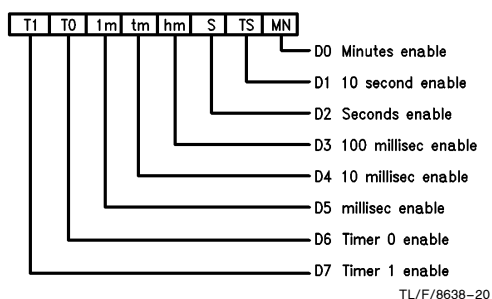 T1 T0 1m tm hm S TS MN
D0 Minutes enable
D1 10 second enable
D2 Seconds enable
D3 100 millisec enable
D4 10 millisec enable
D5 millisec enable
D6 Timer 0 enable
D7 Timer 1 enable
TL/F/8638–20